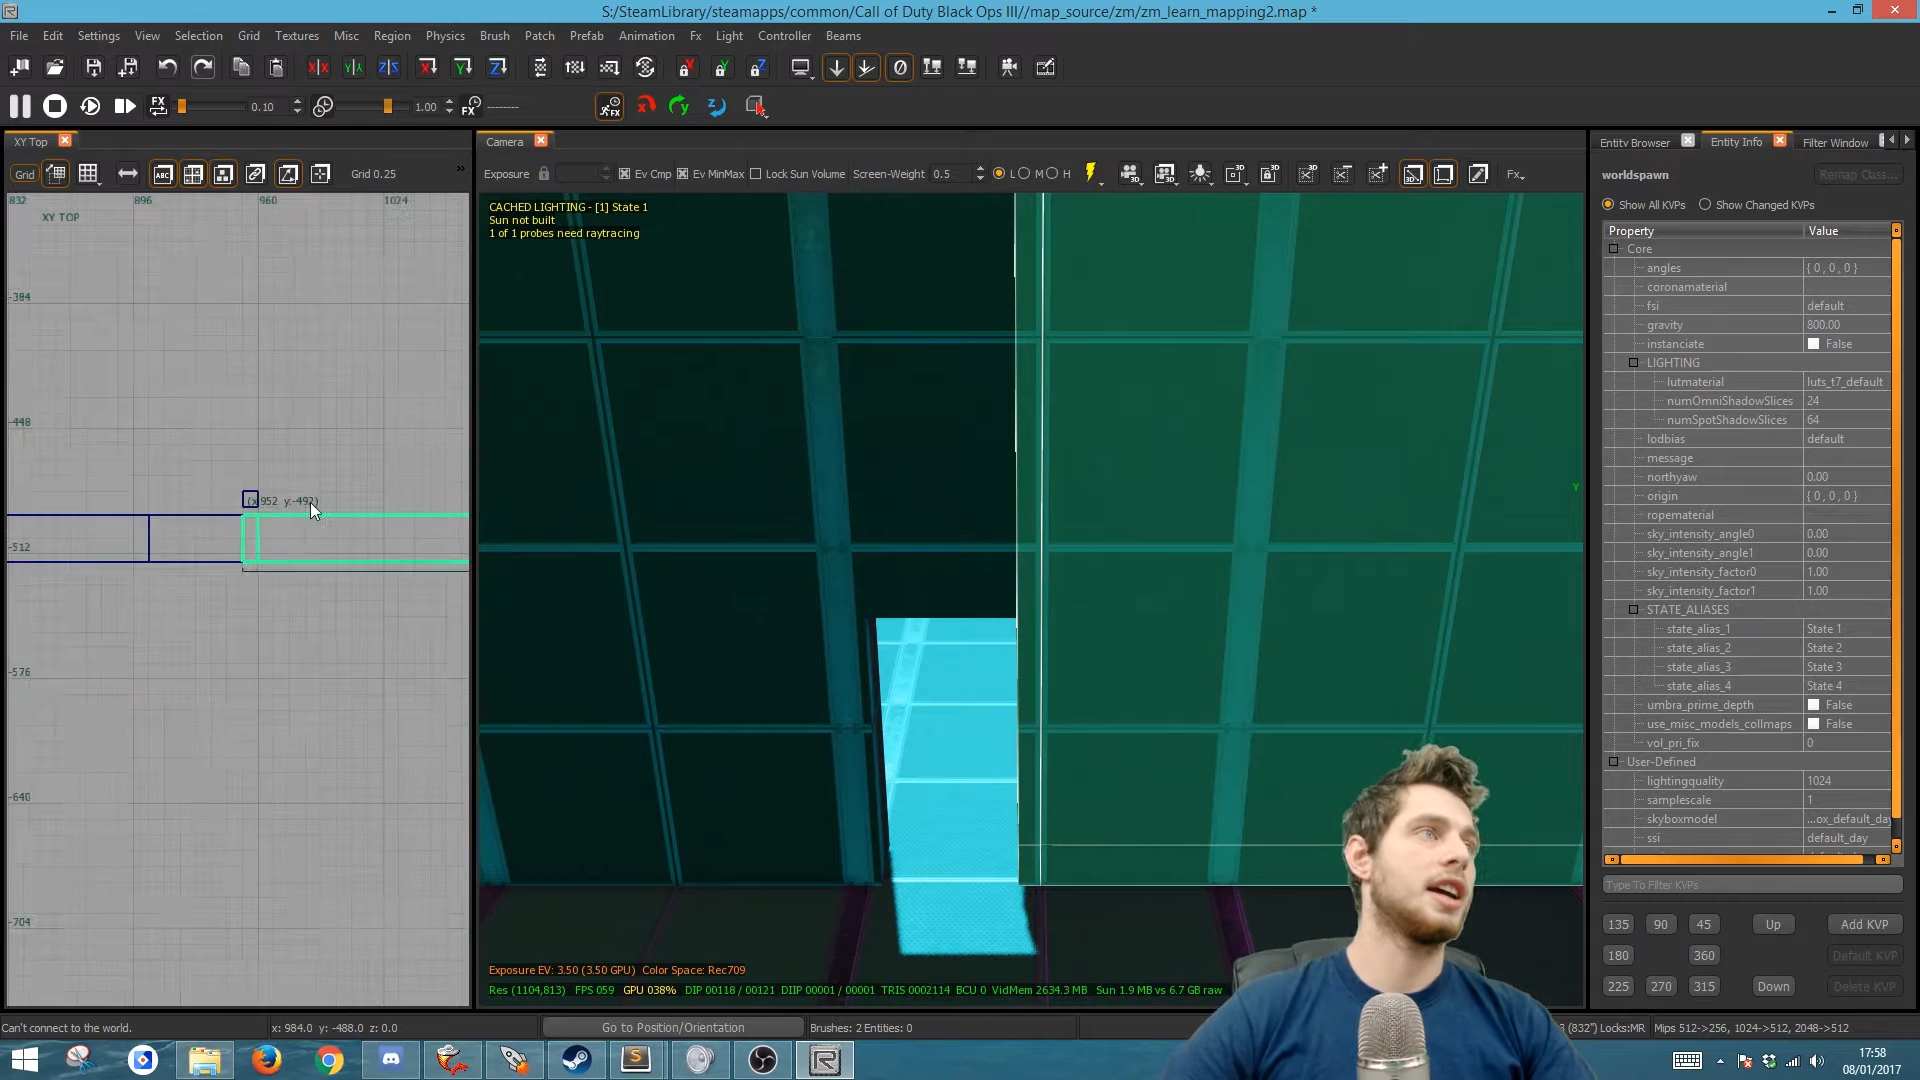 S:/SteamLibrary/steamapps/common/Call of Duty Black Ops III//map_source/zm/zm_learn_mapping2.map *
File Edit Settings View Selection Grid Textures Misc Region Physics Brush Patch Prefab Animation Fx Light Controller Beams
FX 0.10 1.00 FX --------
XY Top
Camera
Entity Browser Entity Info Filter Window
Grid Grid 0.25 »
Exposure Ev Cmp Ev MinMax Lock Sun Volume Screen-Weight 0.5 L M H Fx
worldspawn Remap Class...
Show All KVPs Show Changed KVPs
832 896 960 1024
XY TOP
-384
-448
(x:952 y:-492)
-512
-576
-640
-704
CACHED LIGHTING - [1] State 1
Sun not built
1 of 1 probes need raytracing
Y
Exposure EV: 3.50 (3.50 GPU) Color Space: Rec709
Res (1104,813) FPS 059 GPU 038% DIP 00118 / 00121 DIIP 00001 / 00001 TRIS 0002114 BCU 0 VidMem 2634.3 MB Sun 1.9 MB vs 6.7 GB raw
Property Value
Core
angles { 0 , 0 , 0 }
coronamaterial
fsi default
gravity 800.00
instanciate False
LIGHTING
lutmaterial luts_t7_default
numOmniShadowSlices 24
numSpotShadowSlices 64
lodbias default
message
northyaw 0.00
origin { 0 , 0 , 0 }
ropematerial
sky_intensity_angle0 0.00
sky_intensity_angle1 0.00
sky_intensity_factor0 1.00
sky_intensity_factor1 1.00
STATE_ALIASES
state_alias_1 State 1
state_alias_2 State 2
state_alias_3 State 3
state_alias_4 State 4
umbra_prime_depth False
use_misc_models_collmaps False
vol_pri_fix 0
User-Defined
lightingquality 1024
samplescale 1
skyboxmodel ...ox_default_day
ssi default_day
Type To Filter KVPs
135 90 45 Up Add KVP
180 360 Default KVP
225 270 315 Down Delete KVP
Can't connect to the world. x: 984.0 y: -488.0 z: 0.0 Go to Position/Orientation Brushes: 2 Entities: 0 (832") Locks:MR Mips 512->256, 1024->512, 2048->512
17:58
08/01/2017